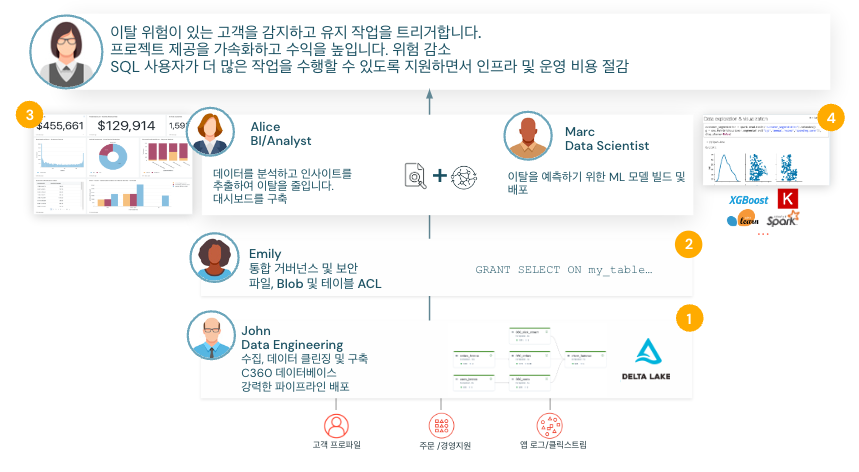 이탈 위험이 있는 고객을 감지하고 유지 작업을 트리거합니다.
프로젝트 제공을 가속화하고 수익을 높입니다. 위험 감소
SQL 사용자가 더 많은 작업을 수행할 수 있도록 지원하면서 인프라 및 운영 비용 절감
3
$455,661
$129,914
Alice
BI/Analyst
데이터를 분석하고 인사이트를
추출하여 이탈을 줄입니다.
대시보드를 구축
Marc
Data Scientist
이탈을 예측하기 위한 ML 모델 빌드 및
배포
4
Data exploration & visualization
XGBoost
K
learn
Spark
...
Emily
통합 거버넌스 및 보안
파일, Blob 및 테이블 ACL
GRANT SELECT ON my_table…
2
John
Data Engineering
수집, 데이터 클린징 및 구축
C360 데이터베이스
강력한 파이프라인 배포
1
DELTA LAKE
고객 프로파일
주문 /경영지원
앱 로그/클릭스트림